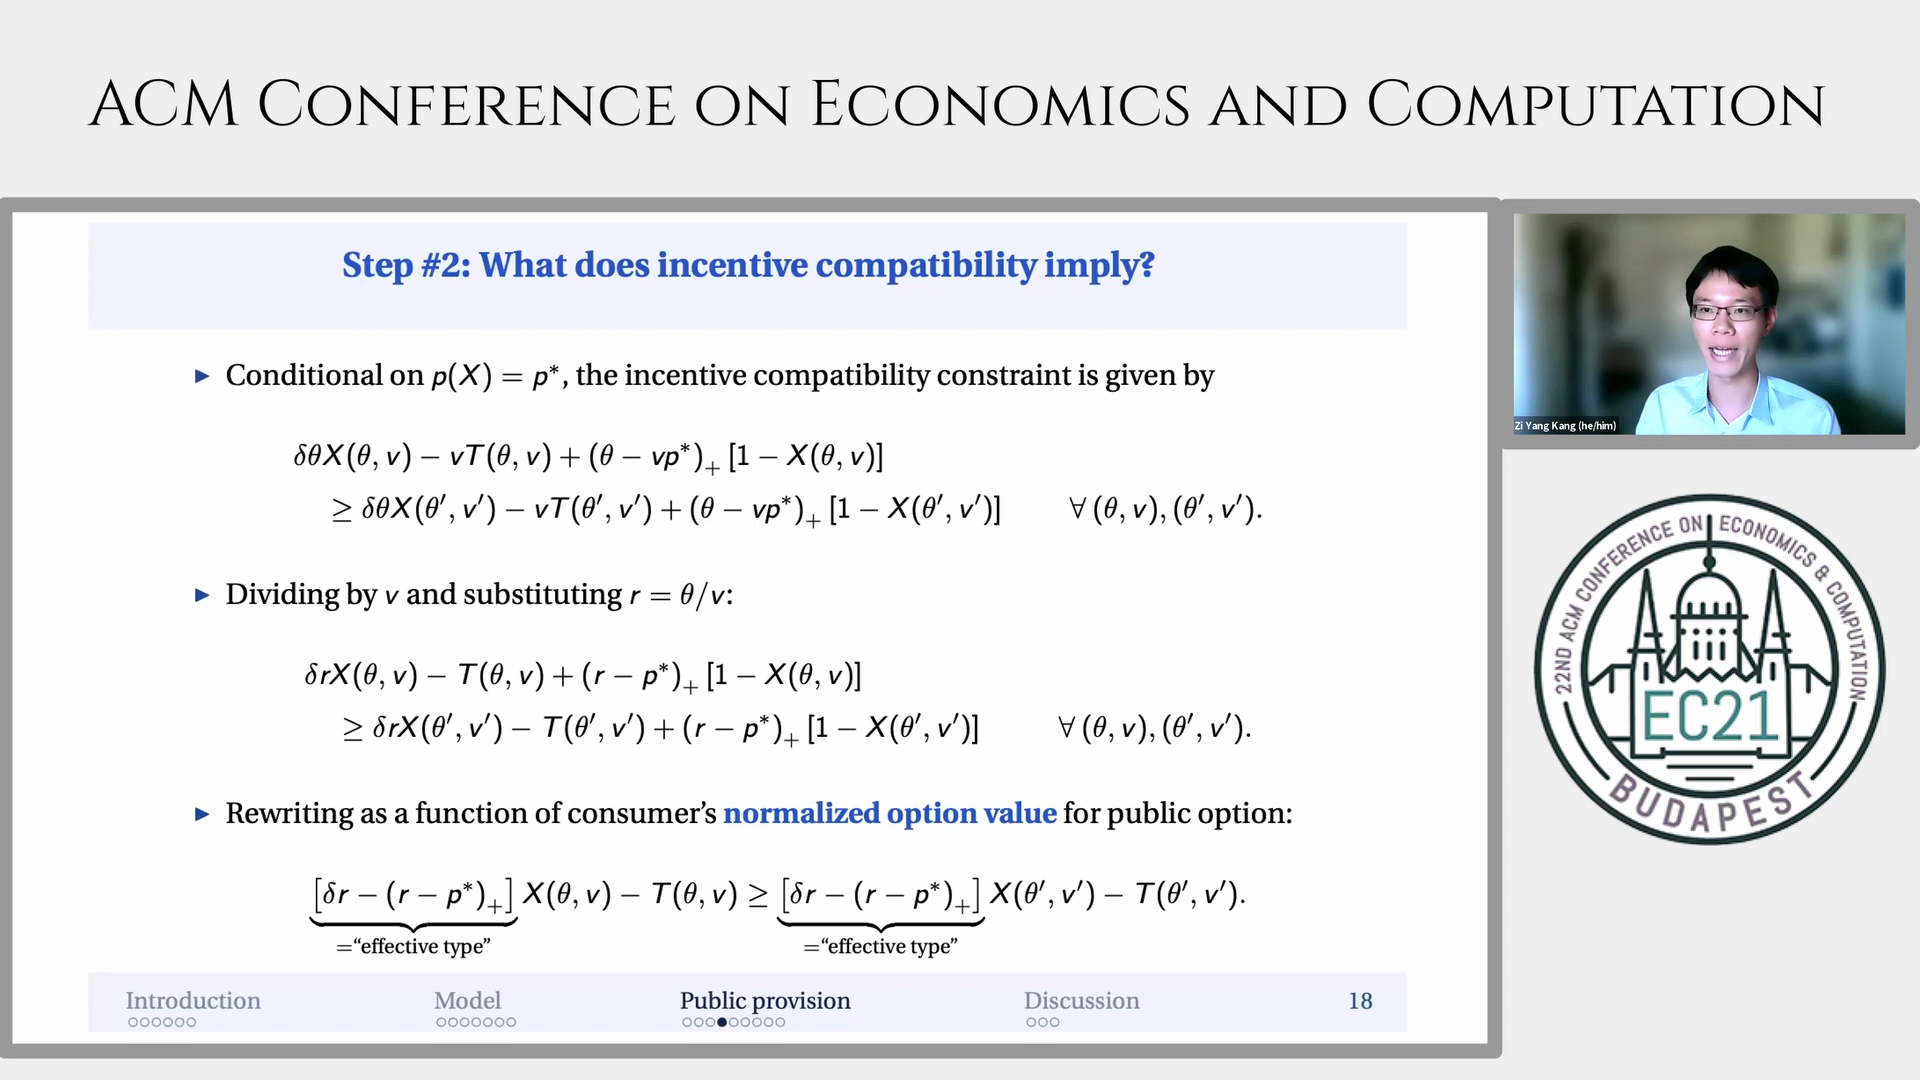 ACM Conference on Economics and Computation
Step #2: What does incentive compatibility imply?
► Conditional on p(X) = p*, the incentive compatibility constraint is given by
δθX(θ, v) − vT(θ, v) + (θ − vp*)₊ [1 − X(θ, v)]
≥ δθX(θ′, v′) − vT(θ′, v′) + (θ − vp*)₊ [1 − X(θ′, v′)] ∀ (θ, v), (θ′, v′).
► Dividing by v and substituting r = θ/v:
δrX(θ, v) − T(θ, v) + (r − p*)₊ [1 − X(θ, v)]
≥ δrX(θ′, v′) − T(θ′, v′) + (r − p*)₊ [1 − X(θ′, v′)] ∀ (θ, v), (θ′, v′).
► Rewriting as a function of consumer's normalized option value for public option:
[δr − (r − p*)₊] X(θ, v) − T(θ, v) ≥ [δr − (r − p*)₊] X(θ′, v′) − T(θ′, v′).
="effective type" ="effective type"
Introduction Model Public provision Discussion 18
Zi Yang Kang (he/him)
22ND ACM CONFERENCE ON ECONOMICS & COMPUTATION
EC21
BUDAPEST